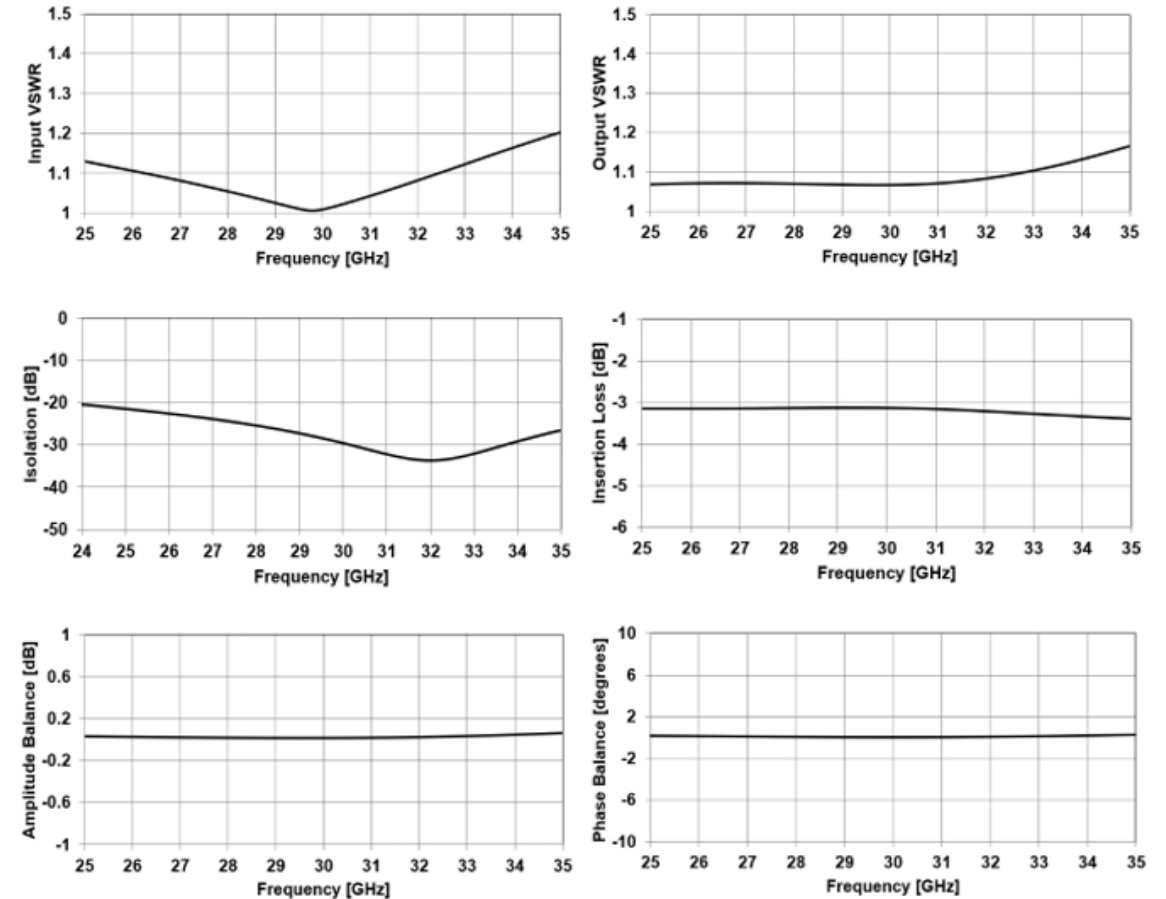 Input VSWR
1.5
1.4
1.3
1.2
1.1
1
25 26 27 28 29 30 31 32 33 34 35
Frequency [GHz]
Output VSWR
1.5
1.4
1.3
1.2
1.1
1
25 26 27 28 29 30 31 32 33 34 35
Frequency [GHz]
Isolation [dB]
0
-10
-20
-30
-40
-50
24 25 26 27 28 29 30 31 32 33 34 35
Frequency [GHz]
Insertion Loss [dB]
-1
-2
-3
-4
-5
-6
25 26 27 28 29 30 31 32 33 34 35
Frequency [GHz]
Amplitude Balance [dB]
1
0.6
0.2
-0.2
-0.6
-1
25 26 27 28 29 30 31 32 33 34 35
Frequency [GHz]
Phase Balance [degrees]
10
6
2
-2
-6
-10
25 26 27 28 29 30 31 32 33 34 35
Frequency [GHz]